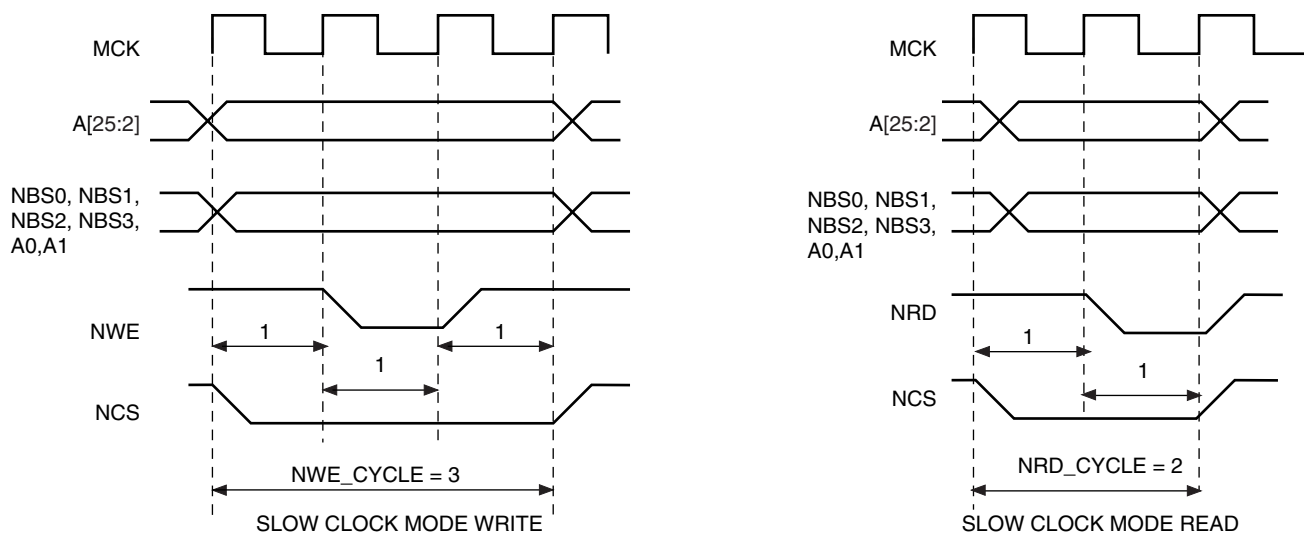 MCK
A[25:2]
NBS0, NBS1,
NBS2, NBS3,
A0,A1
NWE
1
1
1
NCS
NWE_CYCLE = 3
SLOW CLOCK MODE WRITE
MCK
A[25:2]
NBS0, NBS1,
NBS2, NBS3,
A0,A1
NRD
1
1
NCS
NRD_CYCLE = 2
SLOW CLOCK MODE READ